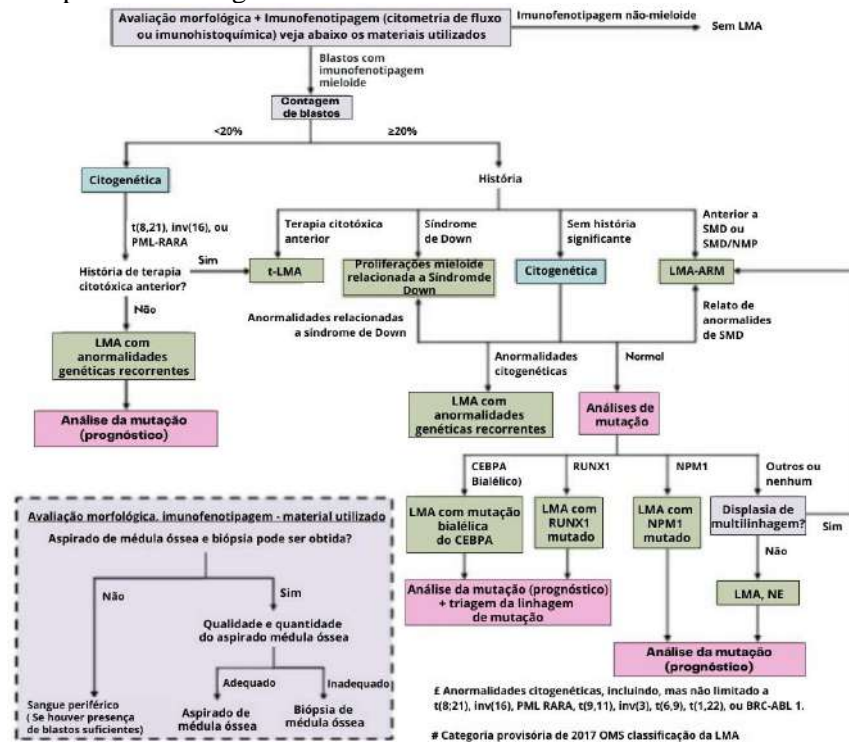 Avaliação morfológica + Imunofenotipagem (citometria de fluxo
ou imunohistoquímica) veja abaixo os materiais utilizados
Imunofenotipagem não-mieloide
Sem LMA
Blastos com
imunofenotipagem
mieloide
Contagem
de blastos
<20%
≥20%
Citogenética
História
t(8,21), inv(16), ou
PML-RARA
Terapia citotóxica
anterior
Síndrome
de Down
Sem história
significante
Anterior a
SMD ou
SMD/NMP
História de terapia
citotóxica anterior?
Sim
t-LMA
Proliferações mieloide
relacionada a Síndromde
Down
Citogenética
LMA-ARM
Não
Anormalidades relacionadas
a síndrome de Down
Relato de
anormalides
de SMD
LMA com
anormalidades
genéticas recorrentes
Anormalidades
citogenéticas
Normal
Análise da mutação
(prognóstico)
LMA com
anormalidades
genéticas recorrentes
Análises de
mutação
CEBPA
Bialélico)
RUNX1
NPM1
Outros ou
nenhum
LMA com mutação
bialélica
do CEBPA
LMA com
RUNX1
mutado
LMA com
NPM1
mutado
Displasia de
multilinhagem?
Sim
Não
Análise da mutação (prognóstico)
+ triagem da linhagem
de mutação
LMA, NE
Análise da mutação
(prognóstico)
Avaliação morfológica. imunofenotipagem - material utilizado
Aspirado de médula óssea e biópsia pode ser obtida?
Não
Sim
Qualidade e quantidade
do aspirado médula óssea
Adequado
Inadequado
Sangue periférico
( Se houver presença
de blastos suficientes)
Aspirado de
médula óssea
Biópsia de
médula óssea
£ Anormalidades citogenéticas, incluindo, mas não limitado a
t(8;21), inv(16), PML RARA, t(9,11), inv(3), t(6,9), t(1,22), ou BRC-ABL 1.
# Categoria provisória de 2017 OMS classificação da LMA